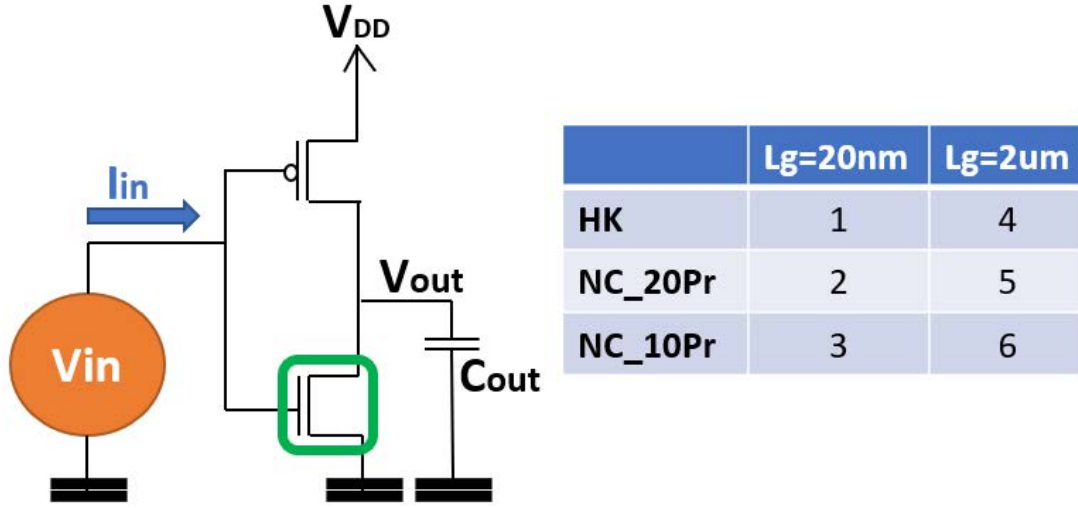 VDD
Iin
Vin
Vout
Cout
Lg=20nm Lg=2um
HK 1 4
NC_20Pr 2 5
NC_10Pr 3 6